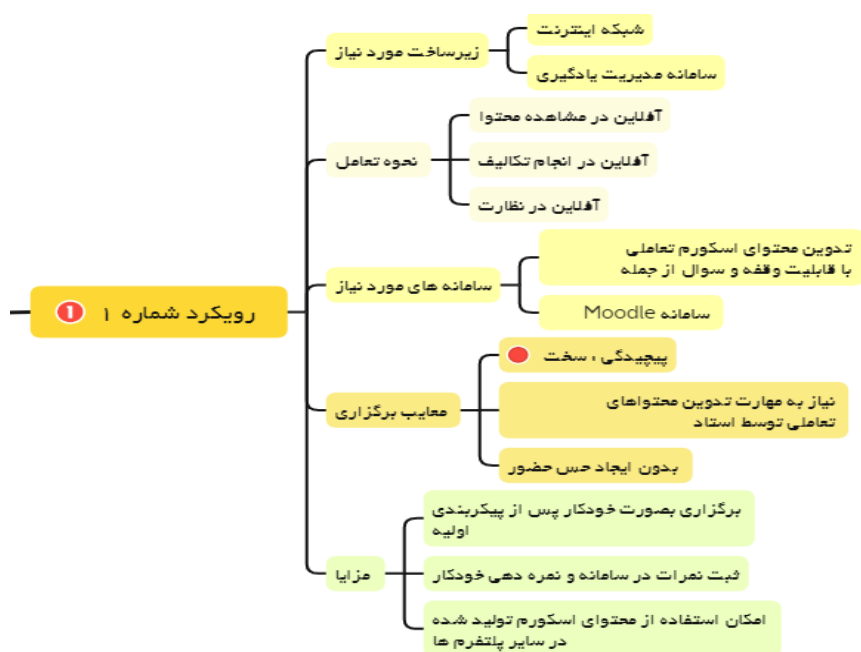 شبکه اینترنت
زیرساخت مورد نیاز
سامانه مدیریت یادگیری
آفلاین در مشاهده محتوا
نحوه تعامل
آفلاین در انجام تکالیف
آفلاین در نظارت
تدوین محتوای اسکورم تعاملی
با قابلیت وقفه و سوال از جمله
سامانه های مورد نیاز
سامانه Moodle
رویکرد شماره ۱
1
پیچیدگی : سخت
نیاز به مهارت تدوین محتواهای
تعاملی توسط استاد
معایب برگزاری
بدون ایجاد حس حضور
برگزاری بصورت خودکار پس از پیکربندی
اولیه
مزایا
ثبت نمرات در سامانه و نمره دهی خودکار
امکان استفاده از محتوای اسکورم تولید شده
در سایر پلتفرم ها